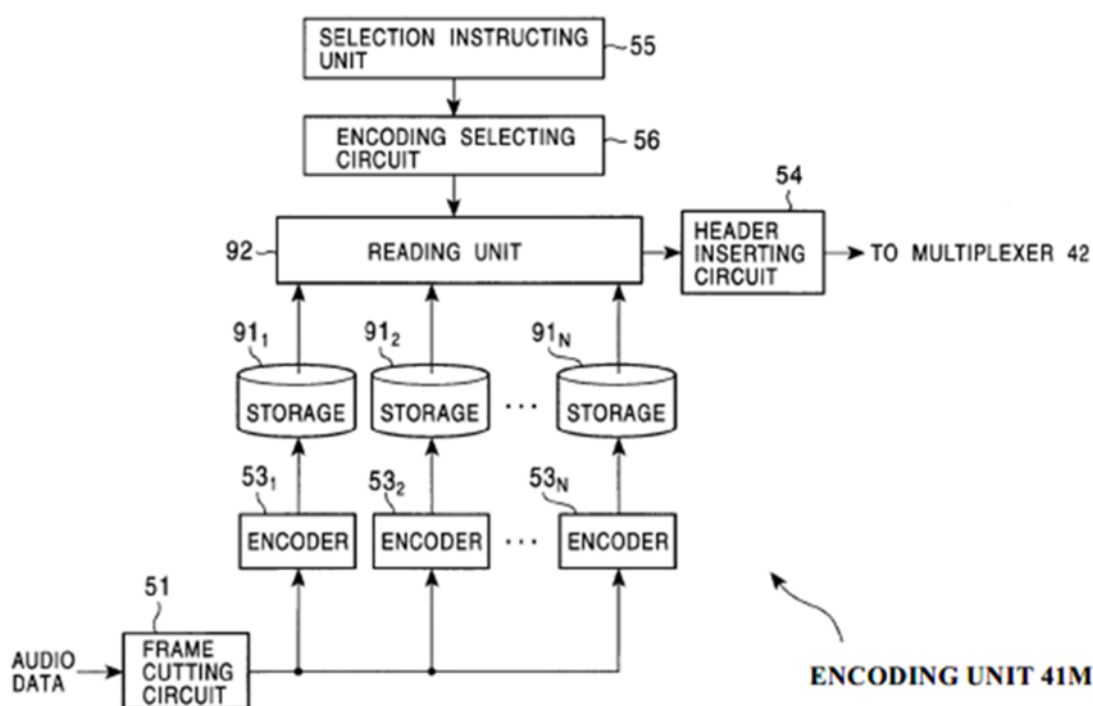 SELECTION INSTRUCTING
UNIT
55
ENCODING SELECTING
CIRCUIT
56
54
92
READING UNIT
HEADER
INSERTING
CIRCUIT
TO MULTIPLEXER 42
91₁
91₂
91N
STORAGE
STORAGE
...
STORAGE
53₁
53₂
53N
ENCODER
ENCODER
...
ENCODER
51
AUDIO
DATA
FRAME
CUTTING
CIRCUIT
ENCODING UNIT 41M